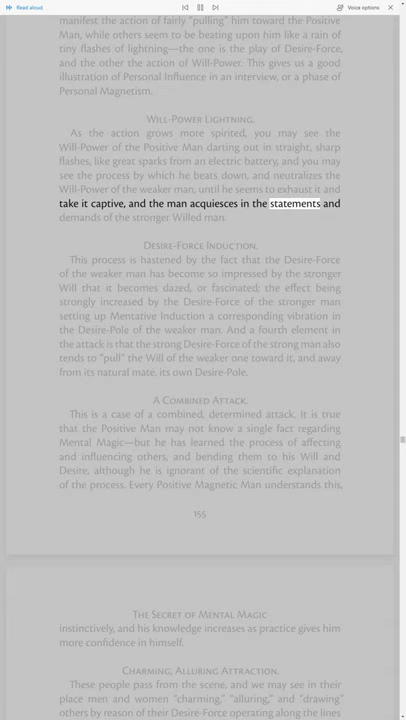 Read aloud
Voice options
manifest the action of fairly “pulling” him toward the Positive
Man, while others seem to be beating upon him like a rain of
tiny flashes of lightning—the one is the play of Desire-Force,
and the other the action of Will-Power. This gives us a good
illustration of Personal Influence in an interview, or a phase of
Personal Magnetism.
Will-Power Lightning.
As the action grows more spirited, you may see the
Will-Power of the Positive Man darting out in straight, sharp
flashes, like great sparks from an electric battery, and you may
see the process by which he beats down, and neutralizes the
Will-Power of the weaker man, until he seems to exhaust it and
take it captive, and the man acquiesces in the statements and
demands of the stronger Willed man.
Desire-Force Induction.
This process is hastened by the fact that the Desire-Force
of the weaker man has become so impressed by the stronger
Will that it becomes dazed, or fascinated; the effect being
strongly increased by the Desire-Force of the stronger man
setting up Mentative Induction a corresponding vibration in
the Desire-Pole of the weaker man. And a fourth element in
the attack is that the strong Desire-Force of the strong man also
tends to “pull” the Will of the weaker one toward it, and away
from its natural mate, its own Desire-Pole.
A Combined Attack.
This is a case of a combined, determined attack. It is true
that the Positive Man may not know a single fact regarding
Mental Magic—but he has learned the process of affecting
and influencing others, and bending them to his Will and
Desire, although he is ignorant of the scientific explanation
of the process. Every Positive Magnetic Man understands this,
155
The Secret of Mental Magic
instinctively, and his knowledge increases as practice gives him
more confidence in himself.
Charming, Alluring Attraction.
These people pass from the scene, and we may see in their
place men and women “charming,” “alluring,” and “drawing”
others by reason of their Desire-Force operating along the lines